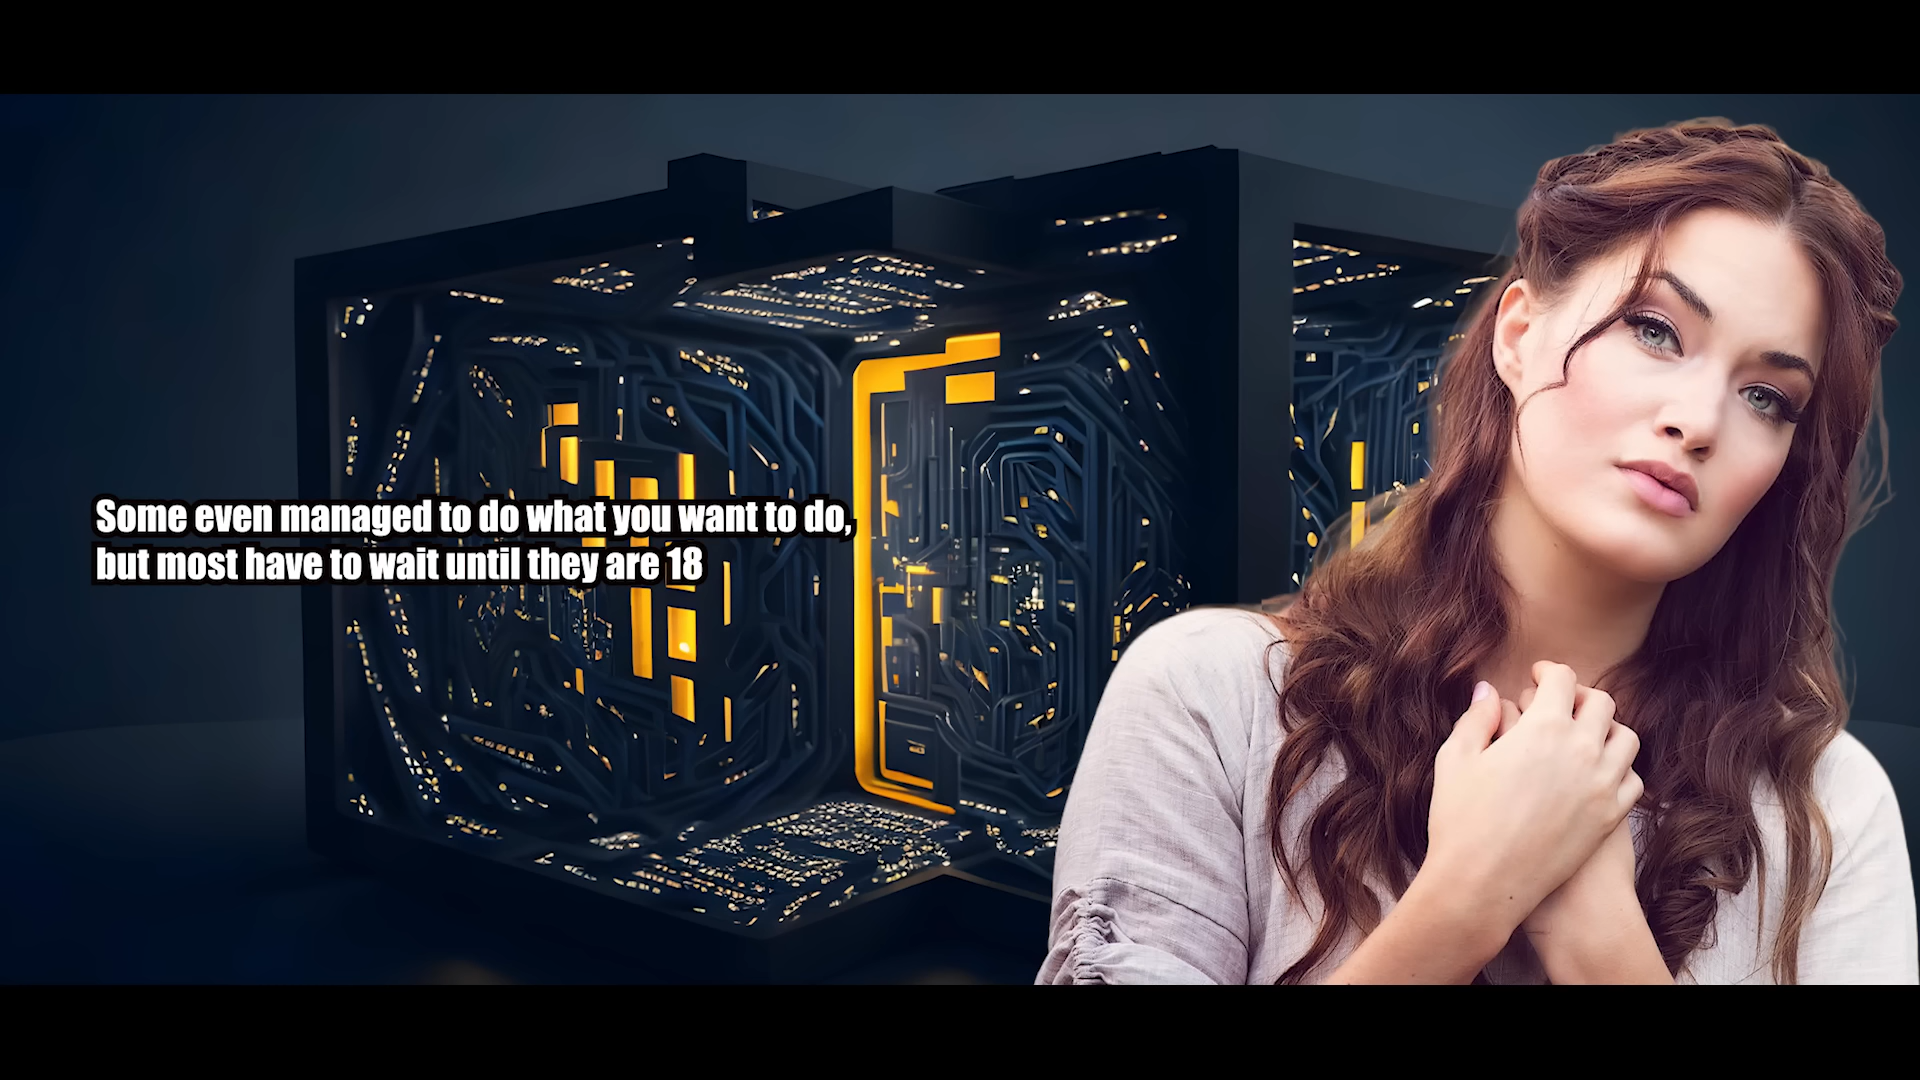 Some even managed to do what you want to do,
but most have to wait until they are 18